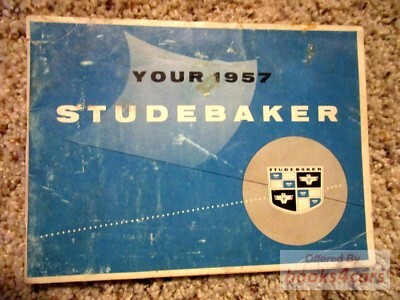 YOUR 1957
STUDEBAKER
STUDEBAKER
Offered By
books4cars